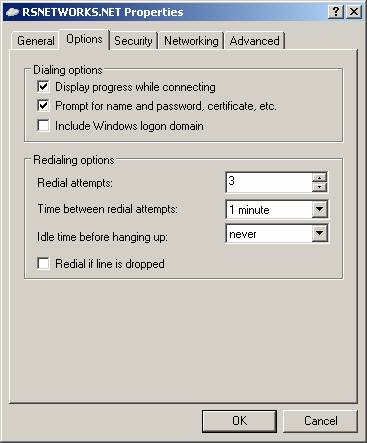 RSNETWORKS.NET Properties
General Options Security Networking Advanced
Dialing options
Display progress while connecting
Prompt for name and password, certificate, etc.
Include Windows logon domain
Redialing options
Redial attempts: 3
Time between redial attempts: 1 minute
Idle time before hanging up: never
Redial if line is dropped
OK Cancel